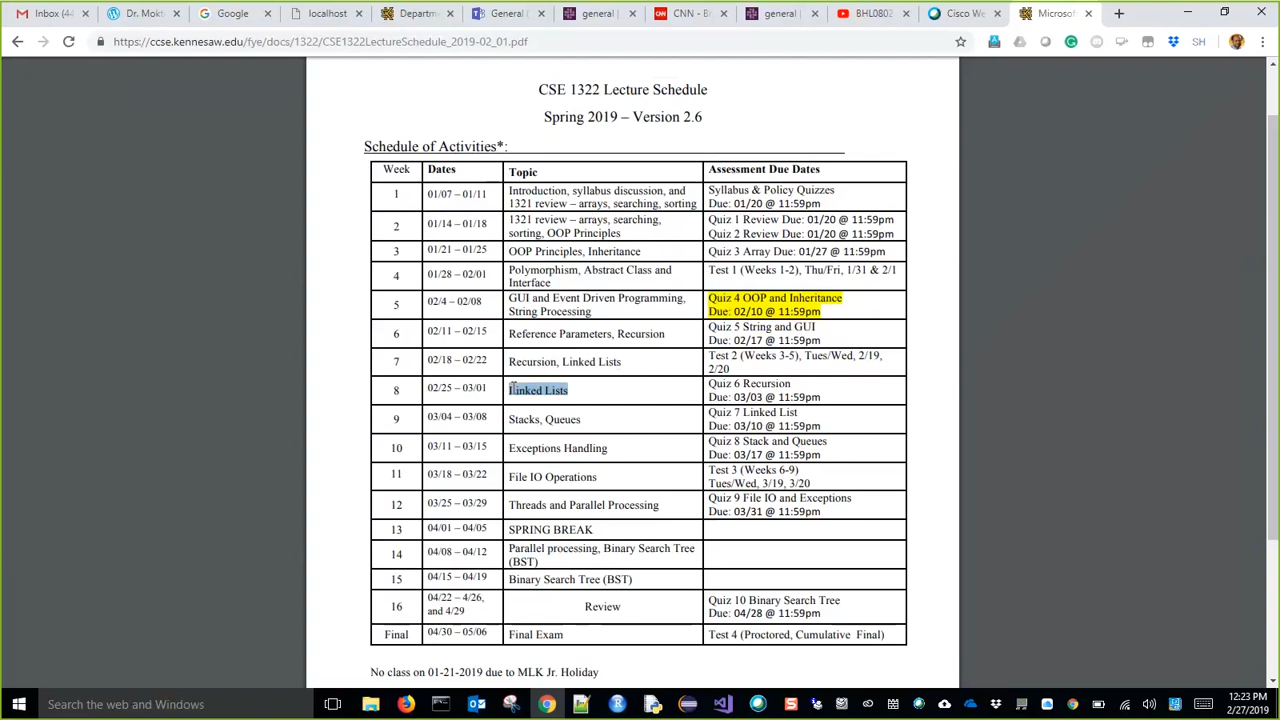 Inbox (44
Dr. Mokt
Google
localhost
Departm
General (
general |
CNN - Br
general |
BHL0802
Cisco We
Microsof
https://ccse.kennesaw.edu/fye/docs/1322/CSE1322LectureSchedule_2019-02_01.pdf
SH
CSE 1322 Lecture Schedule
Spring 2019 – Version 2.6
Schedule of Activities*:
Week Dates Topic Assessment Due Dates
1 01/07 – 01/11 Introduction, syllabus discussion, and Syllabus & Policy Quizzes
1321 review – arrays, searching, sorting Due: 01/20 @ 11:59pm
2 01/14 – 01/18 1321 review – arrays, searching, Quiz 1 Review Due: 01/20 @ 11:59pm
sorting, OOP Principles Quiz 2 Review Due: 01/20 @ 11:59pm
3 01/21 – 01/25 OOP Principles, Inheritance Quiz 3 Array Due: 01/27 @ 11:59pm
4 01/28 – 02/01 Polymorphism, Abstract Class and Test 1 (Weeks 1-2), Thu/Fri, 1/31 & 2/1
Interface
5 02/4 – 02/08 GUI and Event Driven Programming, Quiz 4 OOP and Inheritance
String Processing Due: 02/10 @ 11:59pm
6 02/11 – 02/15 Reference Parameters, Recursion Quiz 5 String and GUI
Due: 02/17 @ 11:59pm
7 02/18 – 02/22 Recursion, Linked Lists Test 2 (Weeks 3-5), Tues/Wed, 2/19,
2/20
8 02/25 – 03/01 Linked Lists Quiz 6 Recursion
Due: 03/03 @ 11:59pm
9 03/04 – 03/08 Stacks, Queues Quiz 7 Linked List
Due: 03/10 @ 11:59pm
10 03/11 – 03/15 Exceptions Handling Quiz 8 Stack and Queues
Due: 03/17 @ 11:59pm
11 03/18 – 03/22 File IO Operations Test 3 (Weeks 6-9)
Tues/Wed, 3/19, 3/20
12 03/25 – 03/29 Threads and Parallel Processing Quiz 9 File IO and Exceptions
Due: 03/31 @ 11:59pm
13 04/01 – 04/05 SPRING BREAK
14 04/08 – 04/12 Parallel processing, Binary Search Tree
(BST)
15 04/15 – 04/19 Binary Search Tree (BST)
16 04/22 – 4/26, Review Quiz 10 Binary Search Tree
and 4/29 Due: 04/28 @ 11:59pm
Final 04/30 – 05/06 Final Exam Test 4 (Proctored, Cumulative Final)
No class on 01-21-2019 due to MLK Jr. Holiday
Search the web and Windows
12:23 PM
2/27/2019